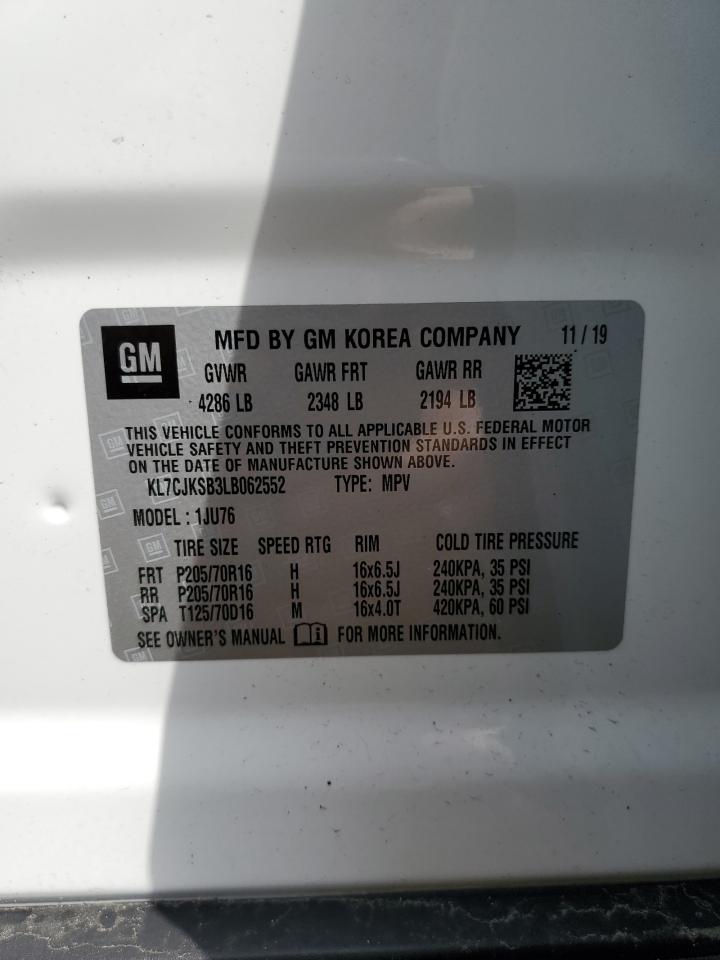 GM MFD BY GM KOREA COMPANY 11 / 19
GVWR GAWR FRT GAWR RR
4286 LB 2348 LB 2194 LB
THIS VEHICLE CONFORMS TO ALL APPLICABLE U.S. FEDERAL MOTOR
VEHICLE SAFETY AND THEFT PREVENTION STANDARDS IN EFFECT
ON THE DATE OF MANUFACTURE SHOWN ABOVE.
KL7CJKSB3LB062552 TYPE: MPV
MODEL : 1JU76
TIRE SIZE SPEED RTG RIM COLD TIRE PRESSURE
FRT P205/70R16 H 16x6.5J 240KPA, 35 PSI
RR P205/70R16 H 16x6.5J 240KPA, 35 PSI
SPA T125/70D16 M 16x4.0T 420KPA, 60 PSI
SEE OWNER'S MANUAL i FOR MORE INFORMATION.